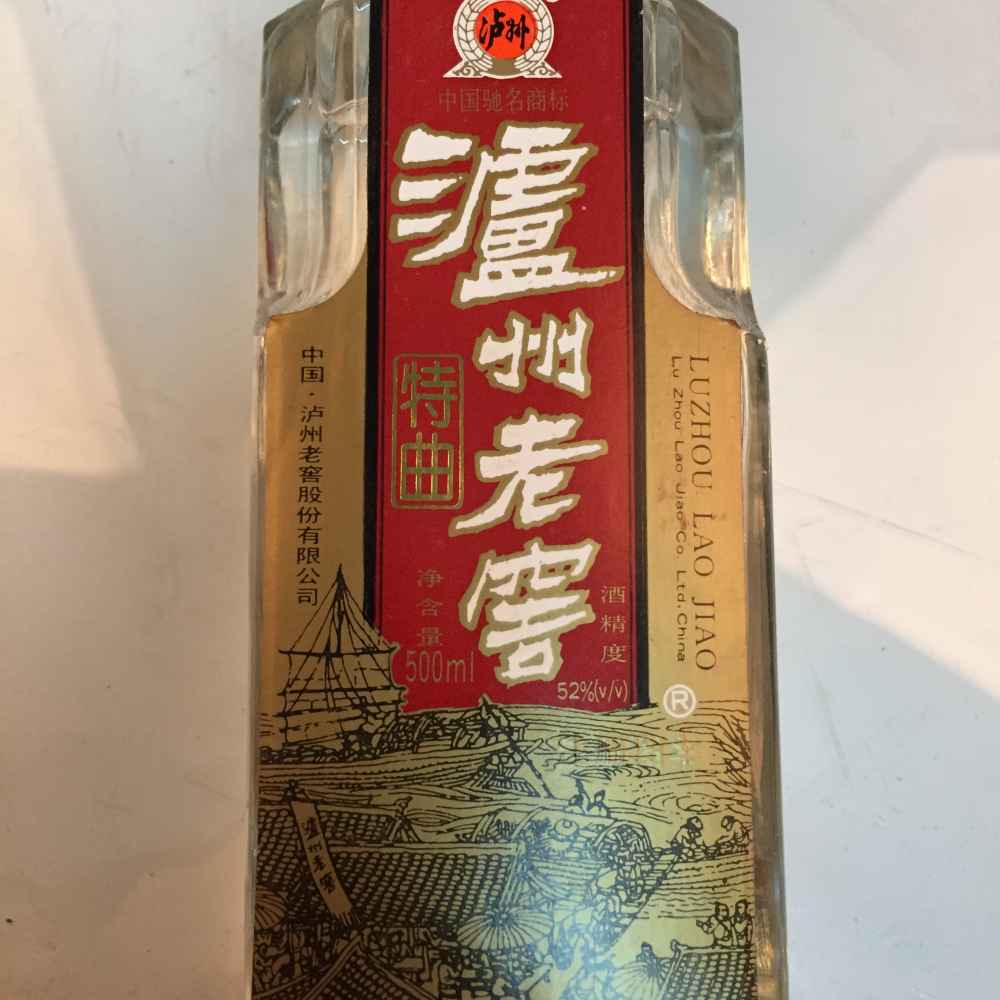 泸州
中国驰名商标
瀘州老窖
特曲
中国·泸州老窖股份有限公司
LUZHOU LAO JIAO
Lu Zhou Lao Jiao Co. Ltd. China
净含量
500ml
酒精度
52%(v/v)
®
瀘州老窖